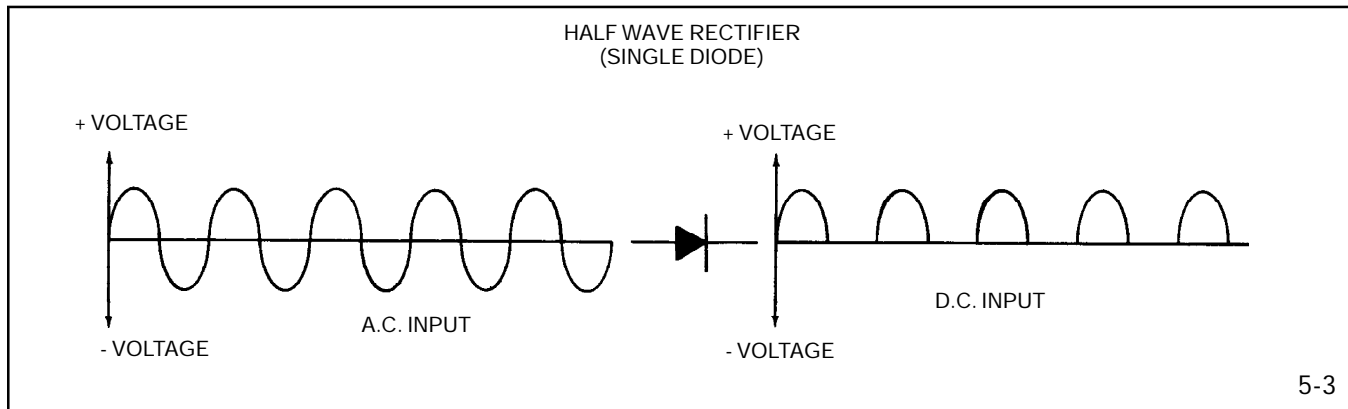 HALF WAVE RECTIFIER
(SINGLE DIODE)
+ VOLTAGE
+ VOLTAGE
A.C. INPUT
D.C. INPUT
- VOLTAGE
- VOLTAGE
5-3